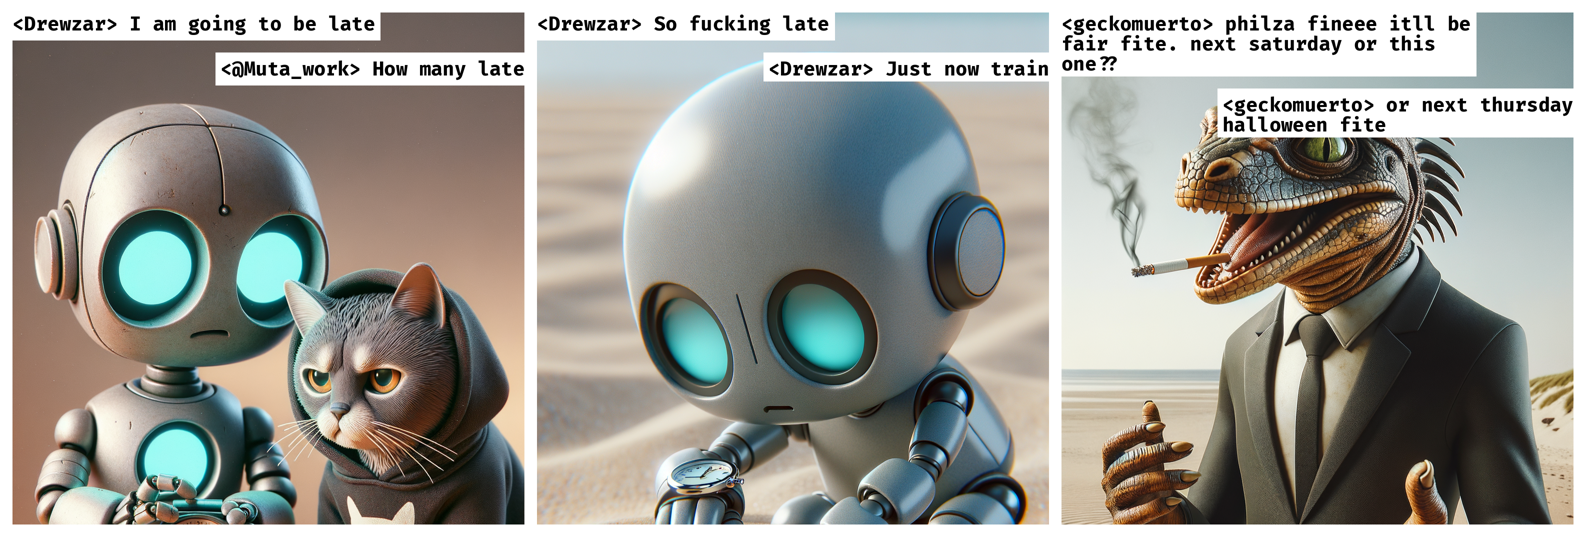 <Drewzar> I am going to be late
<@Muta_work> How many late
<Drewzar> So fucking late
<Drewzar> Just now train
<geckomuerto> philza fineee itll be
fair fite. next saturday or this
one??
<geckomuerto> or next thursday
halloween fite